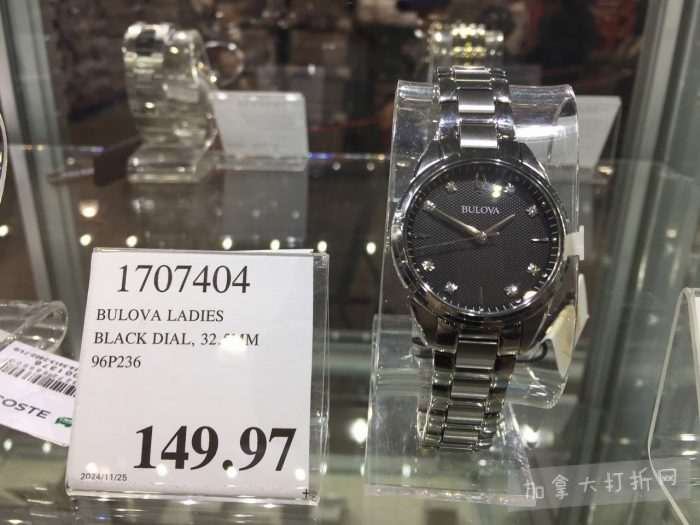 1707404
BULOVA LADIES
BLACK DIAL, 32.5MM
96P236
149.97
2024/11/25
BULOVA
COSTE
加拿大打折网